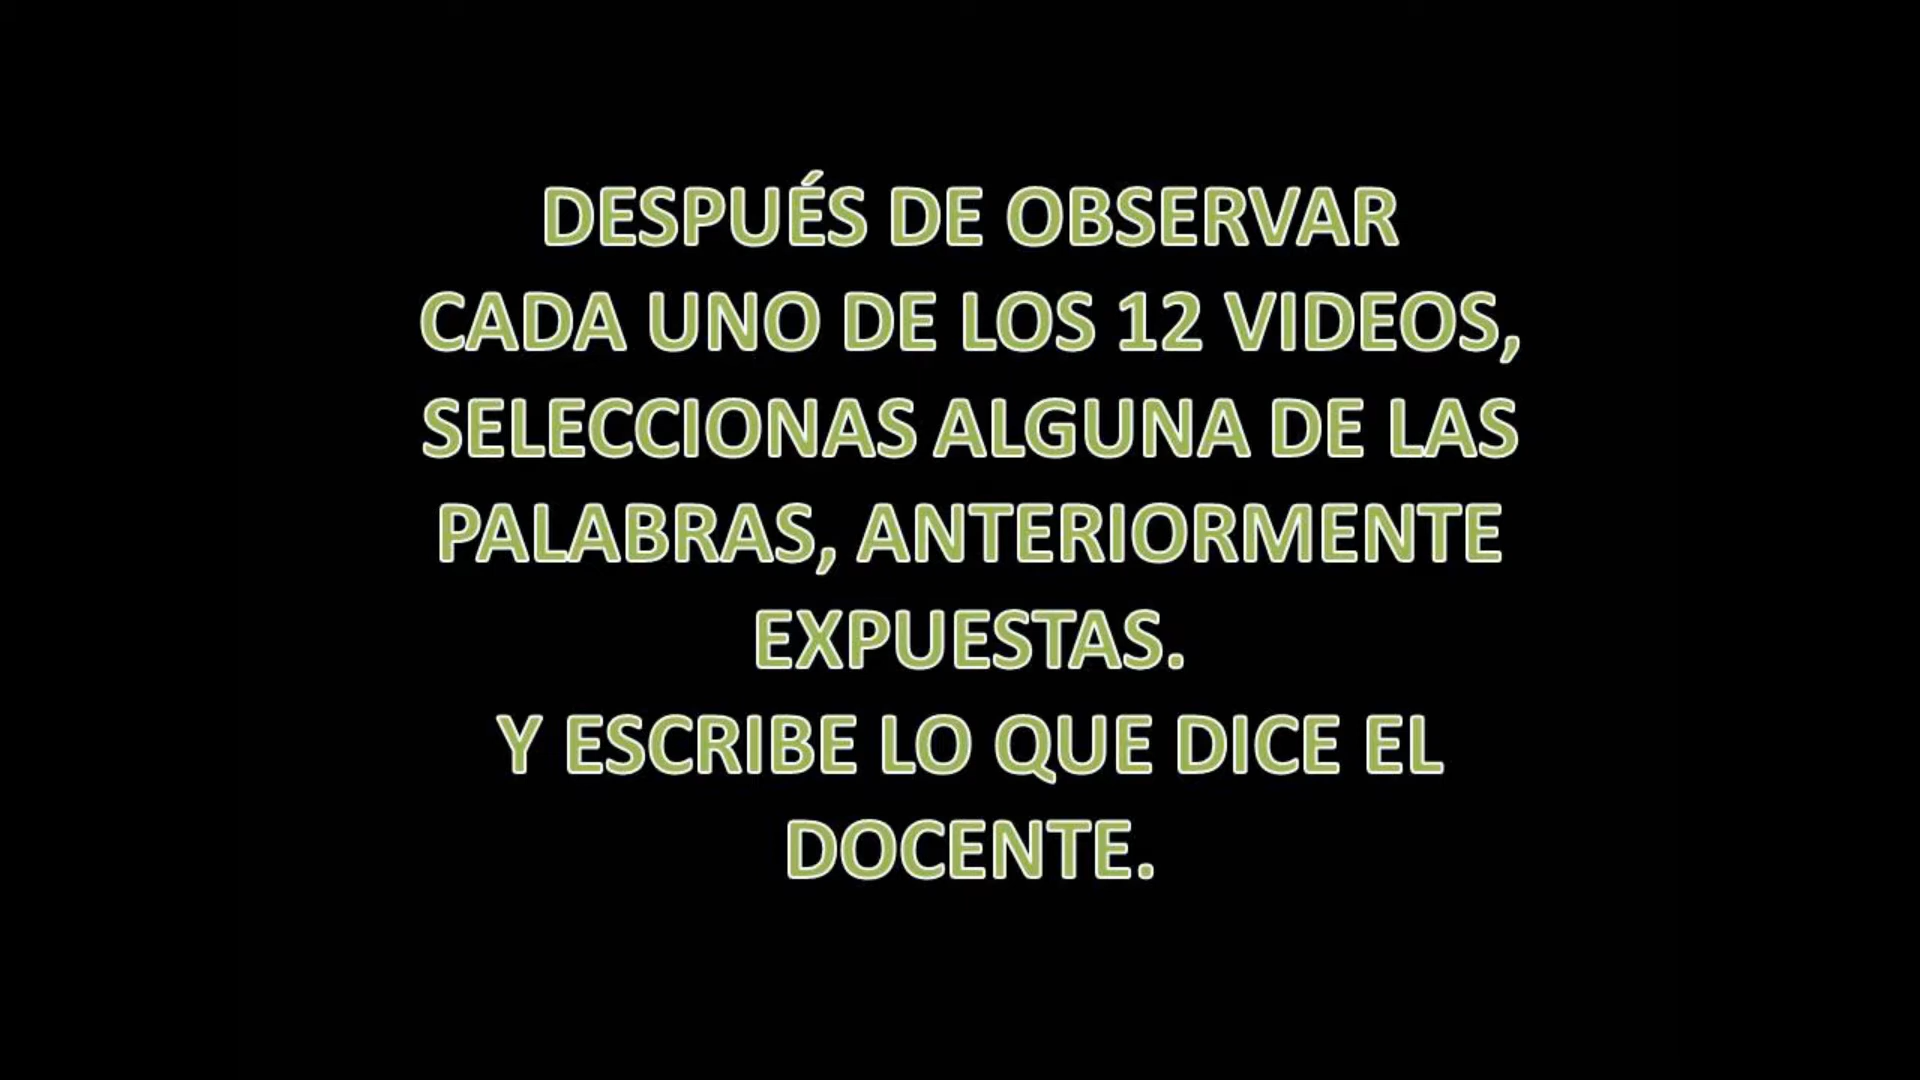 DESPUÉS DE OBSERVAR
CADA UNO DE LOS 12 VIDEOS,
SELECCIONAS ALGUNA DE LAS
PALABRAS, ANTERIORMENTE
EXPUESTAS.
Y ESCRIBE LO QUE DICE EL
DOCENTE.